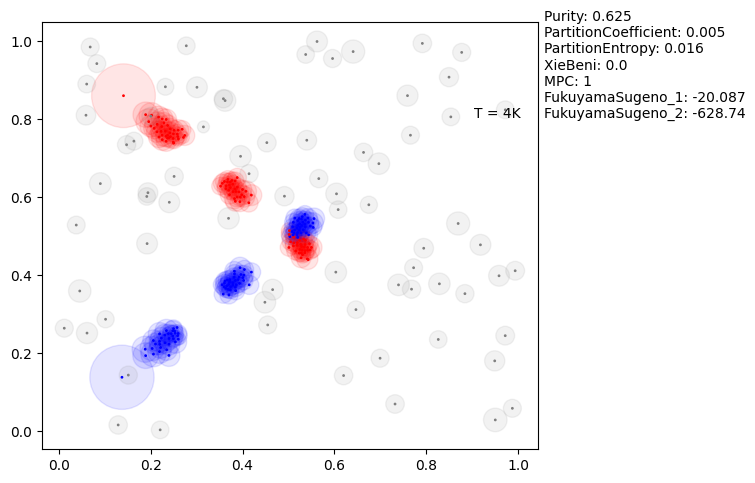 Purity: 0.625
PartitionCoefficient: 0.005
PartitionEntropy: 0.016
XieBeni: 0.0
MPC: 1
FukuyamaSugeno_1: -20.087
FukuyamaSugeno_2: -628.74
T = 4K
1.0
0.8
0.6
0.4
0.2
0.0
0.0 0.2 0.4 0.6 0.8 1.0